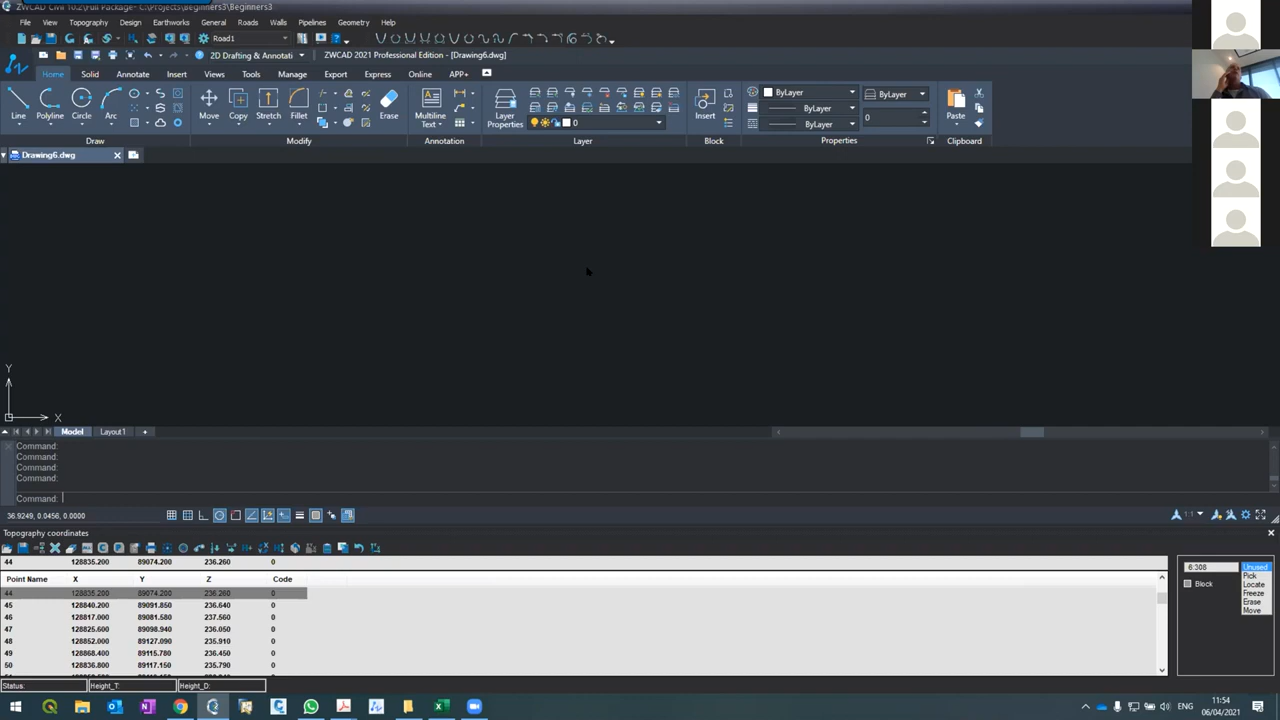 ZWCAD Civil 10.2(Full Package- C:\Projects\Beginners3\Beginners3
File View Topography Design Earthworks General Roads Walls Pipelines Geometry Help
Road1
2D Drafting & Annotati
ZWCAD 2021 Professional Edition - [Drawing6.dwg]
Home Solid Annotate Insert Views Tools Manage Export Express Online APP+
Line Polyline Circle Arc Move Copy Stretch Fillet Erase Multiline Text Layer Properties Insert Paste
0
ByLayer
ByLayer
ByLayer
ByLayer
0
Draw Modify Annotation Layer Block Properties Clipboard
Drawing6.dwg
Y
X
Model Layout1 +
Command:
Command:
Command:
Command:
Command:
36.9249, 0.0456, 0.0000
1:1
Topography coordinates
44 128835.200 89074.200 236.260 0
Point Name X Y Z Code
44 128835.200 89074.200 236.260 0
45 128840.200 89091.850 236.640 0
46 128817.000 89081.580 237.560 0
47 128825.600 89098.940 236.050 0
48 128852.000 89127.090 235.910 0
49 128868.400 89115.780 236.450 0
50 128836.800 89117.150 235.790 0
6:308
Block
Unused
Pick
Locate
Freeze
Erase
Move
Status: Height_T: Height_D:
ENG
11:54
06/04/2021